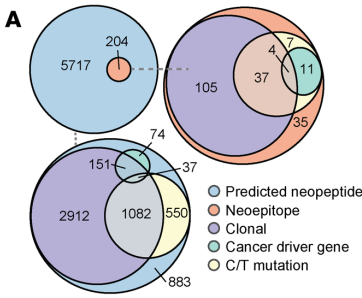 A
204
5717
7
4
11
105
37
35
74
151
37
2912
1082
550
883
Predicted neopeptide
Neoepitope
Clonal
Cancer driver gene
C/T mutation